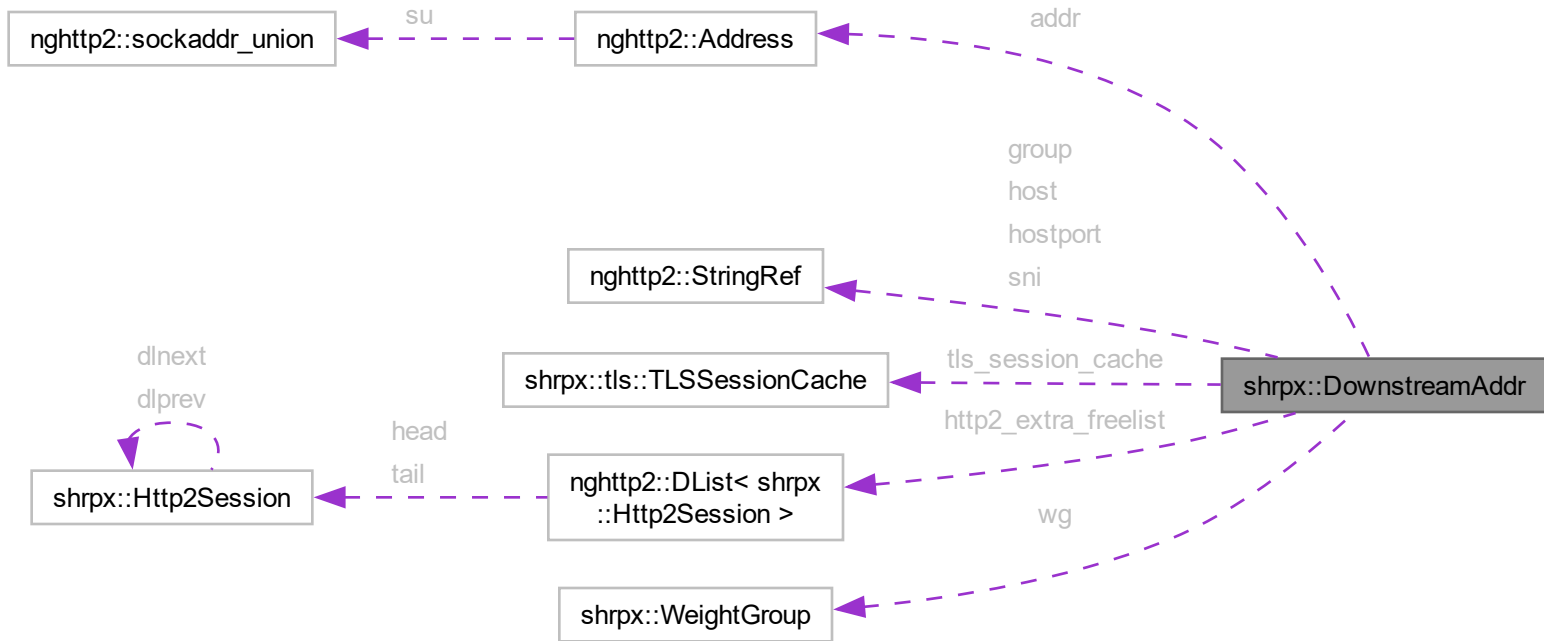 su
addr
nghttp2::sockaddr_union
nghttp2::Address
group
host
hostport
sni
nghttp2::StringRef
dlnext
dlprev
shrpx::tls::TLSSessionCache
tls_session_cache
shrpx::DownstreamAddr
http2_extra_freelist
head
tail
shrpx::Http2Session
nghttp2::DList< shrpx
::Http2Session >
wg
shrpx::WeightGroup